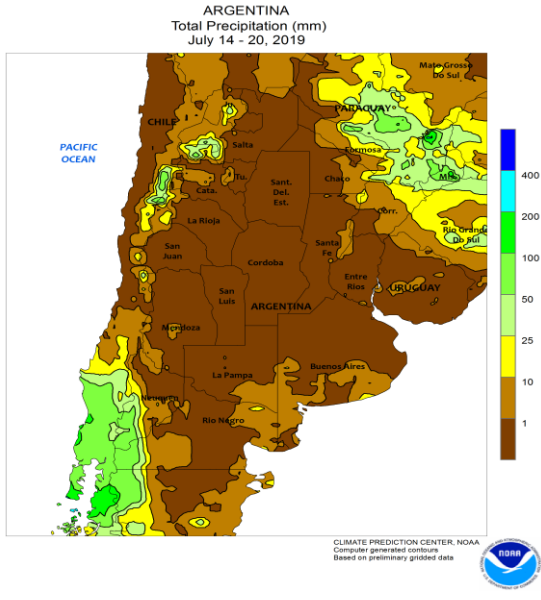 ARGENTINA
Total Precipitation (mm)
July 14 - 20, 2019
Mato Grosso
Do Sul
PARAGUAY
Ju.
CHILE
PACIFIC
OCEAN
Salta
Formosa
Tu.
Cata.
Sant.
Del.
Est.
Chaco
Mis.
Corr.
La Rioja
Rio Grande
Do Sul
San
Juan
Santa
Fe
Cordoba
Entre
Rios
URUGUAY
San
Luis
ARGENTINA
Mendoza
La Pampa
Buenos Aires
Neuquen
Rio Negro
400
200
100
50
25
10
1
CLIMATE PREDICTION CENTER, NOAA
Computer generated contours
Based on preliminary gridded data
NOAA